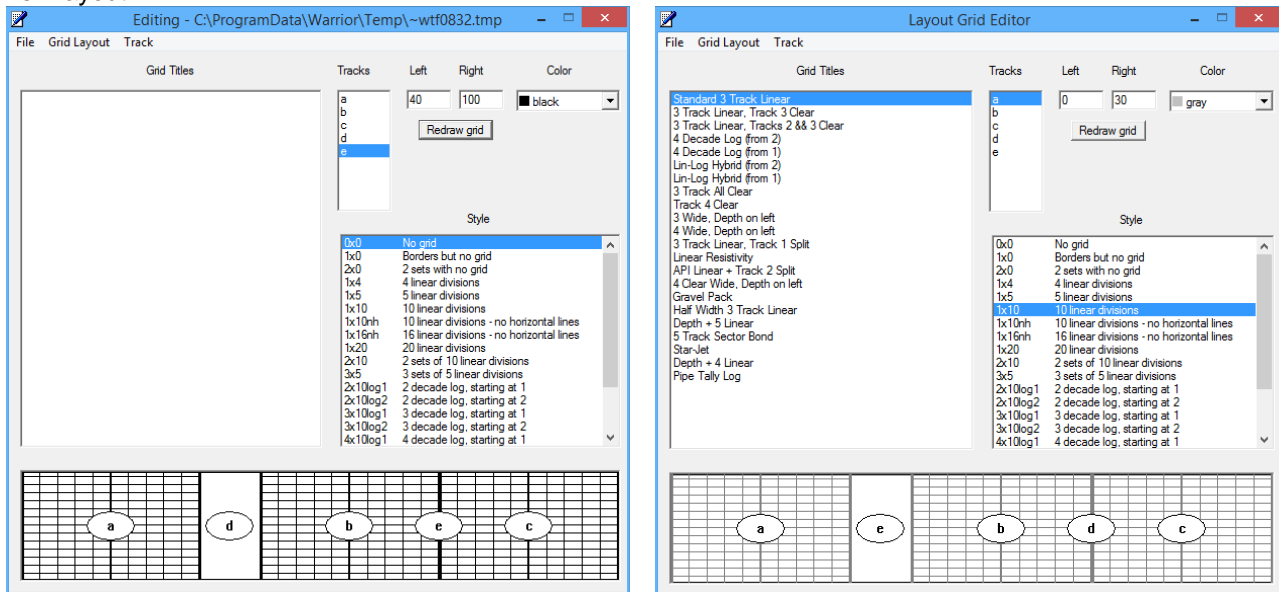 Editing - C:\ProgramData\Warrior\Temp\~wtf0832.tmp
File Grid Layout Track
Grid Titles
Tracks Left Right Color
a
b
c
d
e
40 100 black
Redraw grid
Style
0x0 No grid
1x0 Borders but no grid
2x0 2 sets with no grid
1x4 4 linear divisions
1x5 5 linear divisions
1x10 10 linear divisions
1x10nh 10 linear divisions - no horizontal lines
1x16nh 16 linear divisions - no horizontal lines
1x20 20 linear divisions
2x10 2 sets of 10 linear divisions
3x5 3 sets of 5 linear divisions
2x10log1 2 decade log, starting at 1
2x10log2 2 decade log, starting at 2
3x10log1 3 decade log, starting at 1
3x10log2 3 decade log, starting at 2
4x10log1 4 decade log, starting at 1
a d b e c
Layout Grid Editor
File Grid Layout Track
Grid Titles
Standard 3 Track Linear
3 Track Linear, Track 3 Clear
3 Track Linear, Tracks 2 && 3 Clear
4 Decade Log (from 2)
4 Decade Log (from 1)
Lin-Log Hybrid (from 2)
Lin-Log Hybrid (from 1)
3 Track All Clear
Track 4 Clear
3 Wide, Depth on left
4 Wide, Depth on left
3 Track Linear, Track 1 Split
Linear Resistivity
API Linear + Track 2 Split
4 Clear Wide, Depth on left
Gravel Pack
Half Width 3 Track Linear
Depth + 5 Linear
5 Track Sector Bond
Star-Jet
Depth + 4 Linear
Pipe Tally Log
Tracks Left Right Color
a
b
c
d
e
0 30 gray
Redraw grid
Style
0x0 No grid
1x0 Borders but no grid
2x0 2 sets with no grid
1x4 4 linear divisions
1x5 5 linear divisions
1x10 10 linear divisions
1x10nh 10 linear divisions - no horizontal lines
1x16nh 16 linear divisions - no horizontal lines
1x20 20 linear divisions
2x10 2 sets of 10 linear divisions
3x5 3 sets of 5 linear divisions
2x10log1 2 decade log, starting at 1
2x10log2 2 decade log, starting at 2
3x10log1 3 decade log, starting at 1
3x10log2 3 decade log, starting at 2
4x10log1 4 decade log, starting at 1
a e b d c